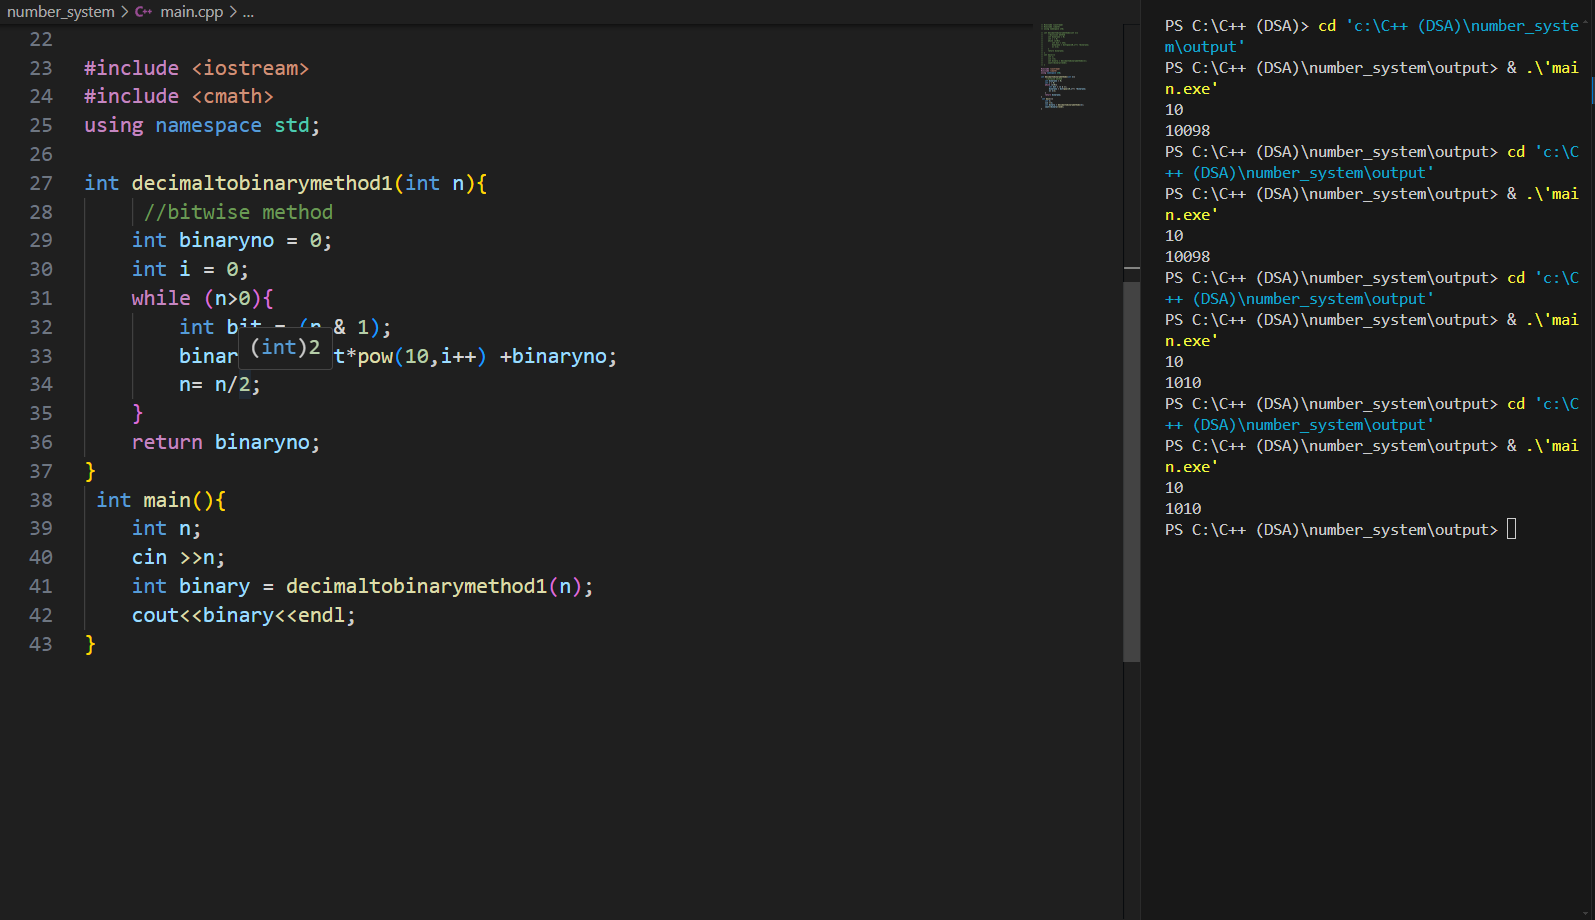 number_system > C++ main.cpp > ...
22
23 #include <iostream>
24 #include <cmath>
25 using namespace std;
26
27 int decimaltobinarymethod1(int n){
28 //bitwise method
29 int binaryno = 0;
30 int i = 0;
31 while (n>0){
32 int bit = (n & 1);
33 binar t*pow(10,i++) +binaryno;
(int)2
34 n= n/2;
35 }
36 return binaryno;
37 }
38 int main(){
39 int n;
40 cin >>n;
41 int binary = decimaltobinarymethod1(n);
42 cout<<binary<<endl;
43 }
PS C:\C++ (DSA)> cd 'c:\C++ (DSA)\number_syste
m\output'
PS C:\C++ (DSA)\number_system\output> & .\'mai
n.exe'
10
10098
PS C:\C++ (DSA)\number_system\output> cd 'c:\C
++ (DSA)\number_system\output'
PS C:\C++ (DSA)\number_system\output> & .\'mai
n.exe'
10
10098
PS C:\C++ (DSA)\number_system\output> cd 'c:\C
++ (DSA)\number_system\output'
PS C:\C++ (DSA)\number_system\output> & .\'mai
n.exe'
10
1010
PS C:\C++ (DSA)\number_system\output> cd 'c:\C
++ (DSA)\number_system\output'
PS C:\C++ (DSA)\number_system\output> & .\'mai
n.exe'
10
1010
PS C:\C++ (DSA)\number_system\output>